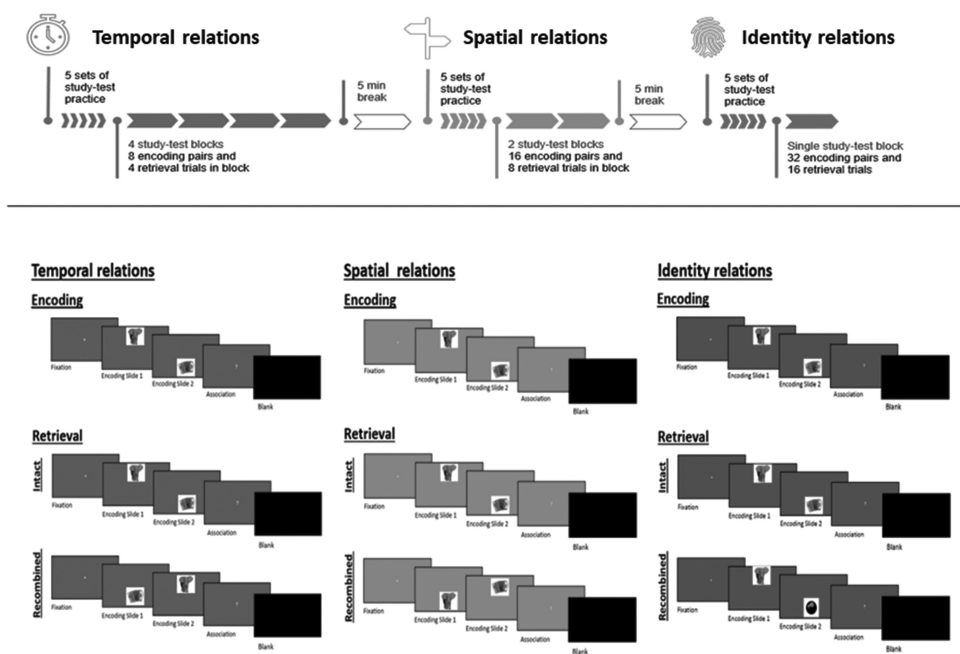 Temporal relations
5 sets of
study-test
practice
4 study-test blocks
8 encoding pairs and
4 retrieval trials in block
5 min
break
Spatial relations
5 sets of
study-test
practice
2 study-test blocks
16 encoding pairs and
8 retrieval trials in block
5 min
break
Identity relations
5 sets of
study-test
practice
Single study-test block
32 encoding pairs and
16 retrieval trials
Temporal relations
Encoding
Fixation
Encoding Slide 1
Encoding Slide 2
Association
Blank
Retrieval
Intact
Fixation
Encoding Slide 1
Encoding Slide 2
Association
Blank
Recombined
Fixation
Encoding Slide 1
Encoding Slide 2
Association
Blank
Spatial relations
Encoding
Fixation
Encoding Slide 1
Encoding Slide 2
Association
Blank
Retrieval
Intact
Fixation
Encoding Slide 1
Encoding Slide 2
Association
Blank
Recombined
Fixation
Encoding Slide 1
Encoding Slide 2
Association
Blank
Identity relations
Encoding
Fixation
Encoding Slide 1
Encoding Slide 2
Association
Blank
Retrieval
Intact
Fixation
Encoding Slide 1
Encoding Slide 2
Association
Blank
Recombined
Fixation
Encoding Slide 1
Encoding Slide 2
Association
Blank